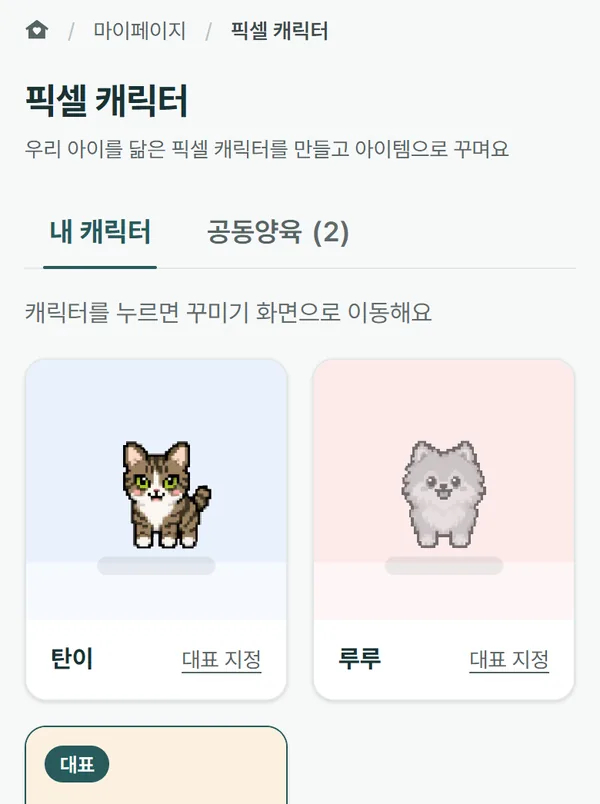 / 마이페이지 / 픽셀 캐릭터
픽셀 캐릭터
우리 아이를 닮은 픽셀 캐릭터를 만들고 아이템으로 꾸며요
내 캐릭터 공동양육 (2)
캐릭터를 누르면 꾸미기 화면으로 이동해요
탄이 대표 지정 루루 대표 지정
대표